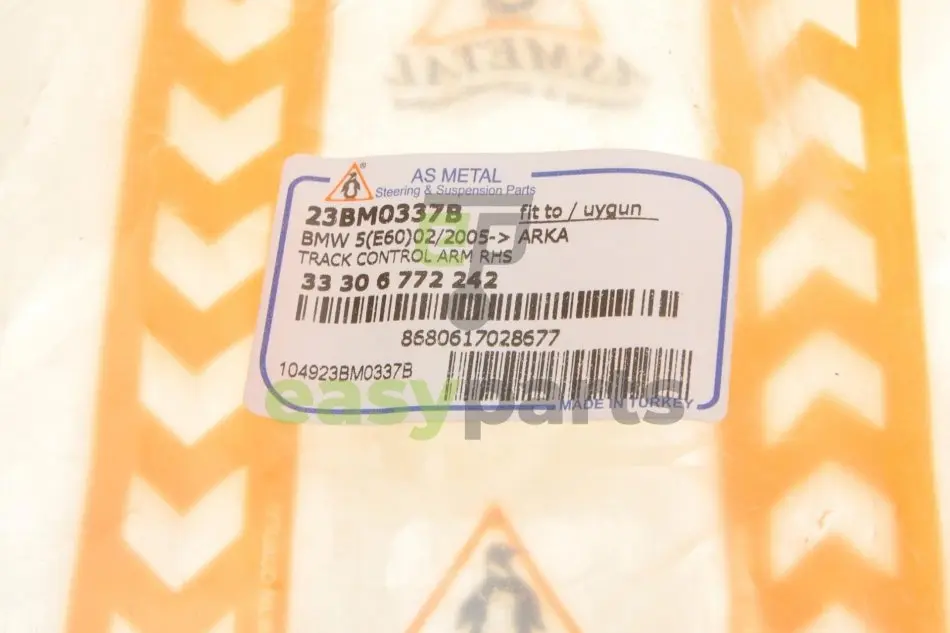 ASMETAL
®
AS METAL
Steering & Suspension Parts
23BM0337B fit to / uygun
BMW 5(E60)02/2005-> ARKA
TRACK CONTROL ARM RHS
33 30 6 772 242
8680617028677
104923BM0337B
MADE IN TURKEY
easyparts